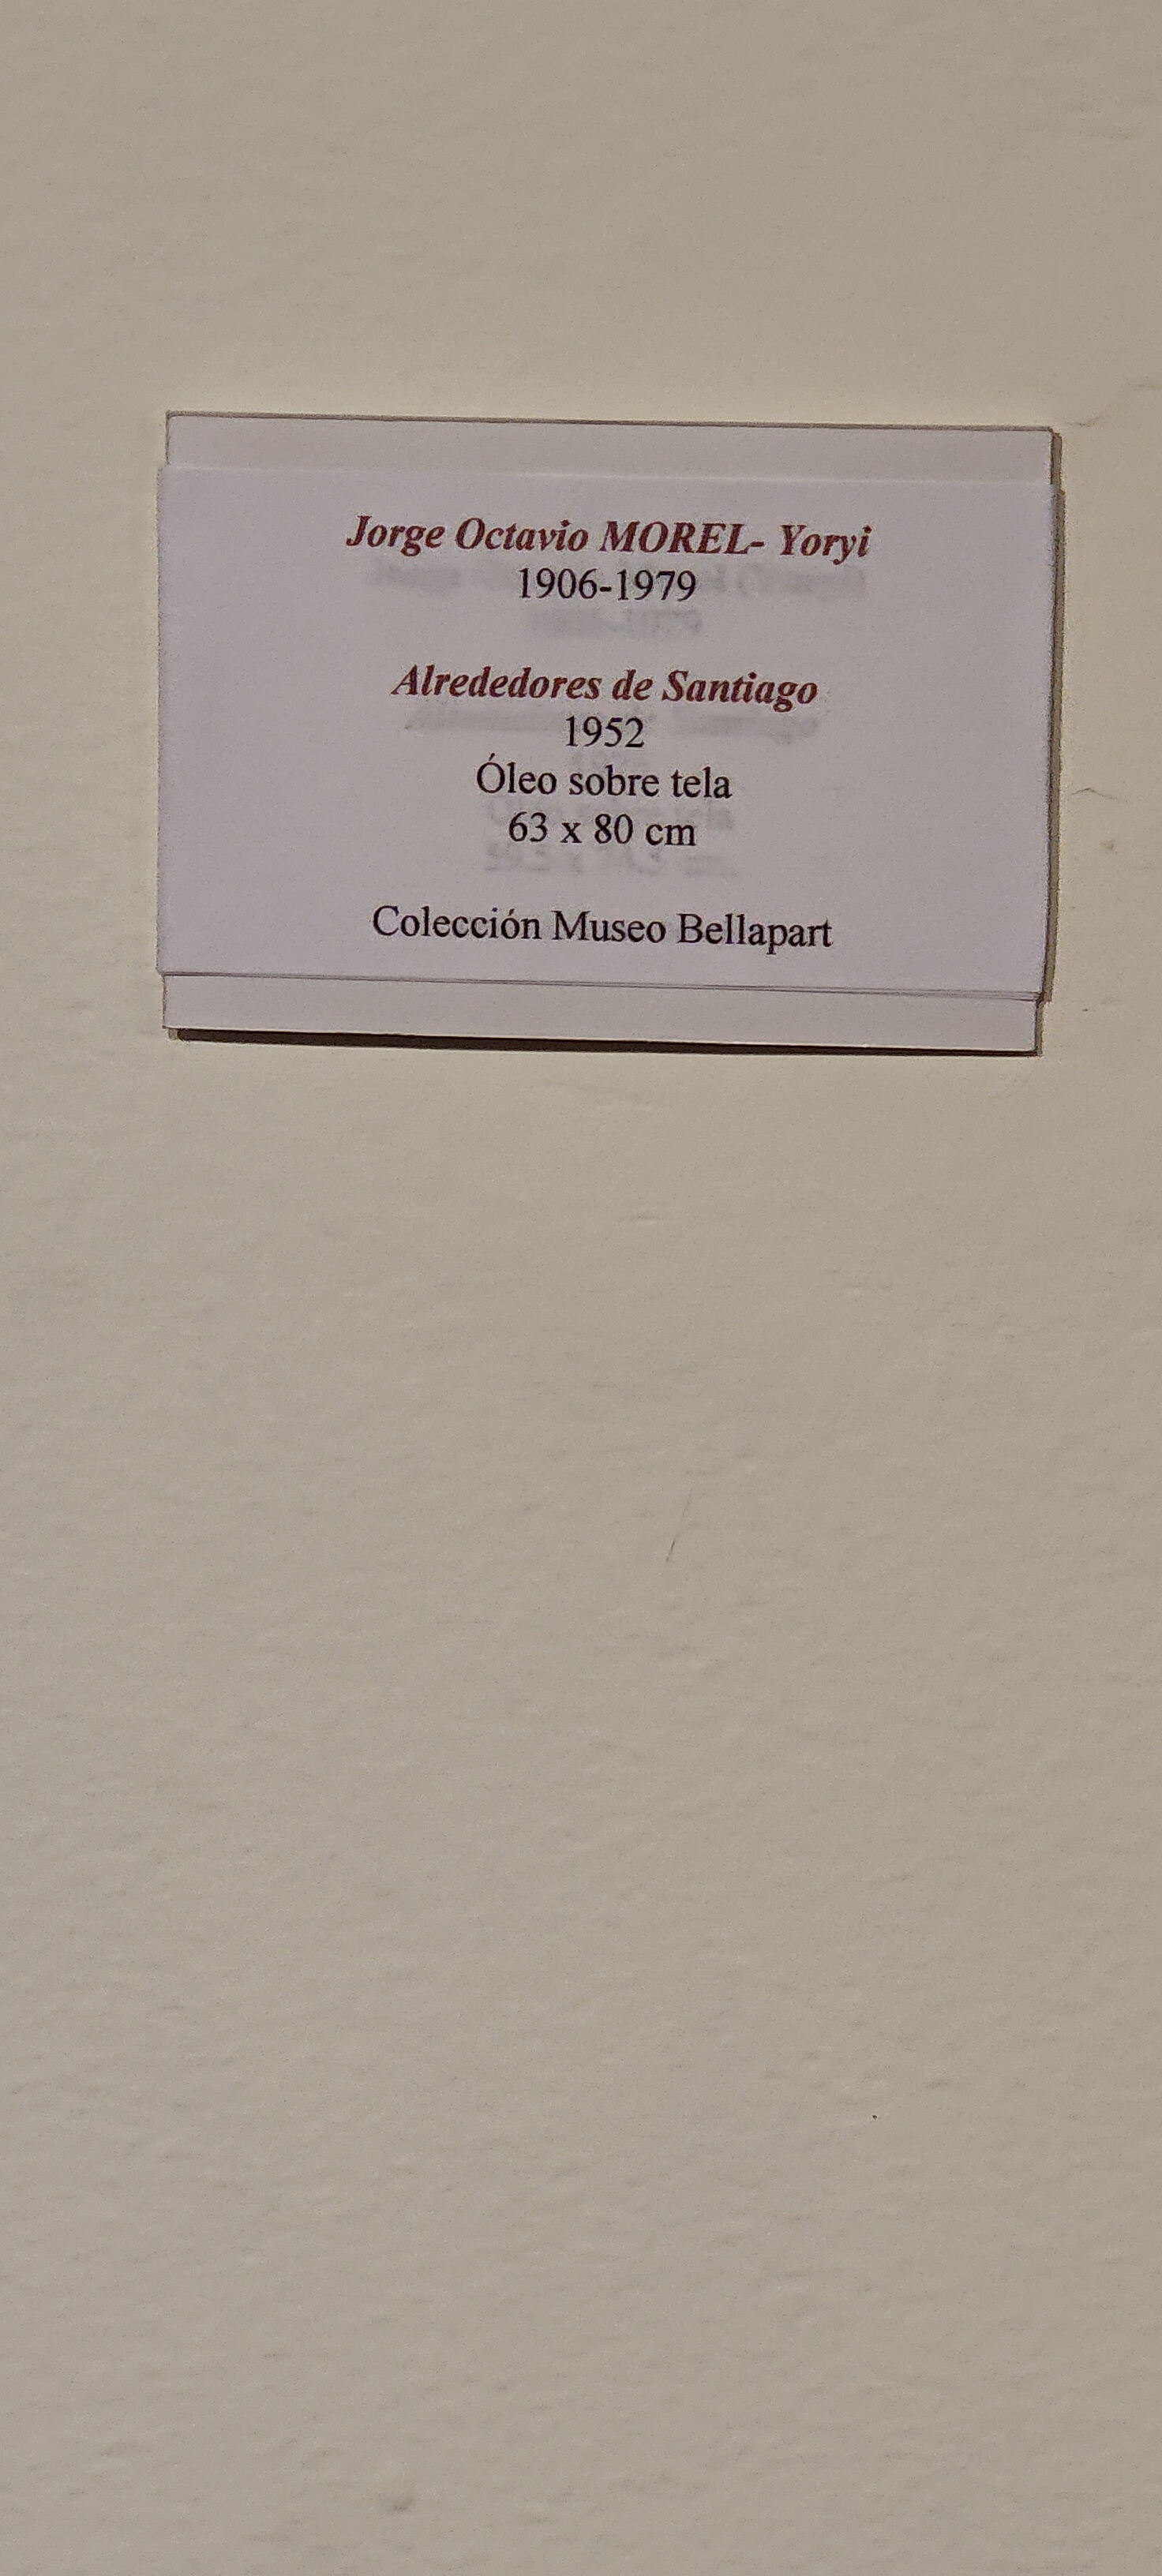 Jorge Octavio MOREL- Yoryi
1906-1979
Alrededores de Santiago
1952
Óleo sobre tela
63 x 80 cm
Colección Museo Bellapart